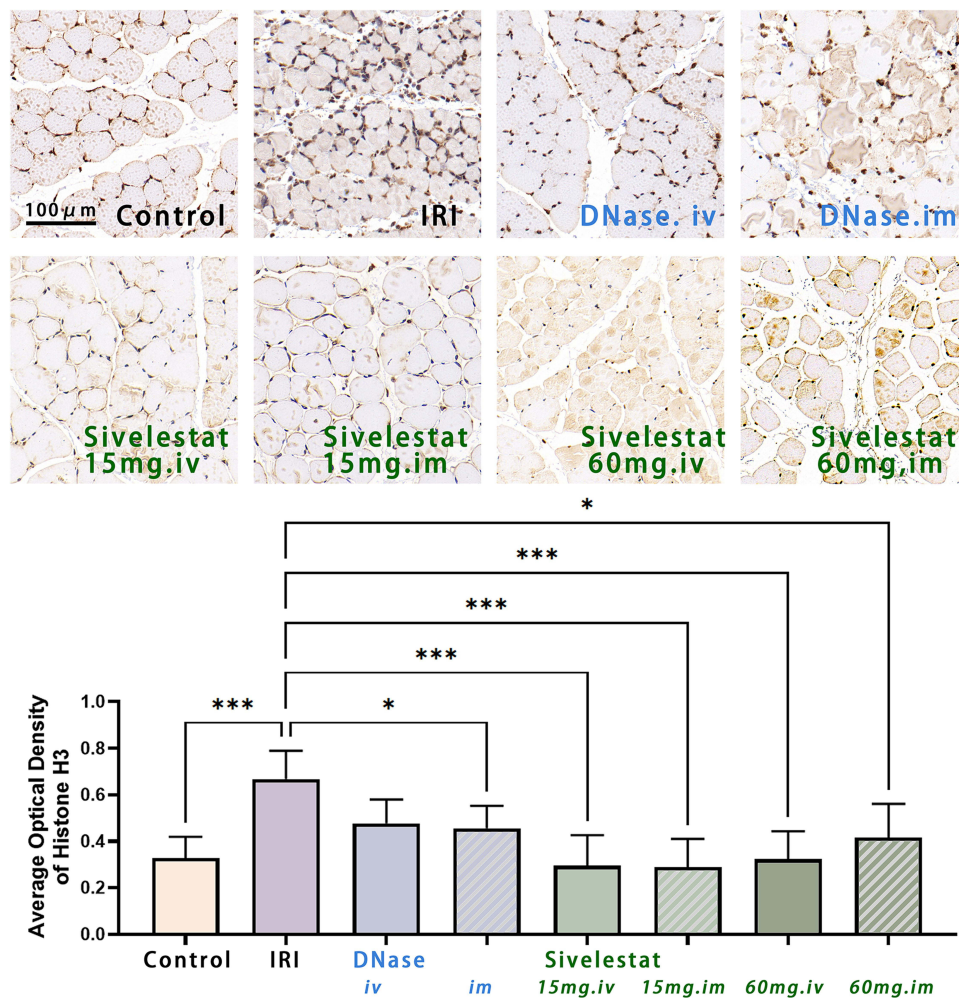 100μm
Control
IRI
DNase. iv
DNase.im
Sivelestat
15mg.iv
Sivelestat
15mg.im
Sivelestat
60mg.iv
Sivelestat
60mg,im
*
***
***
***
***
*
Average Optical Density
of Histone H3
1.0
0.8
0.6
0.4
0.2
0.0
Control
IRI
DNase
Sivelestat
iv
im
15mg.iv
15mg.im
60mg.iv
60mg.im